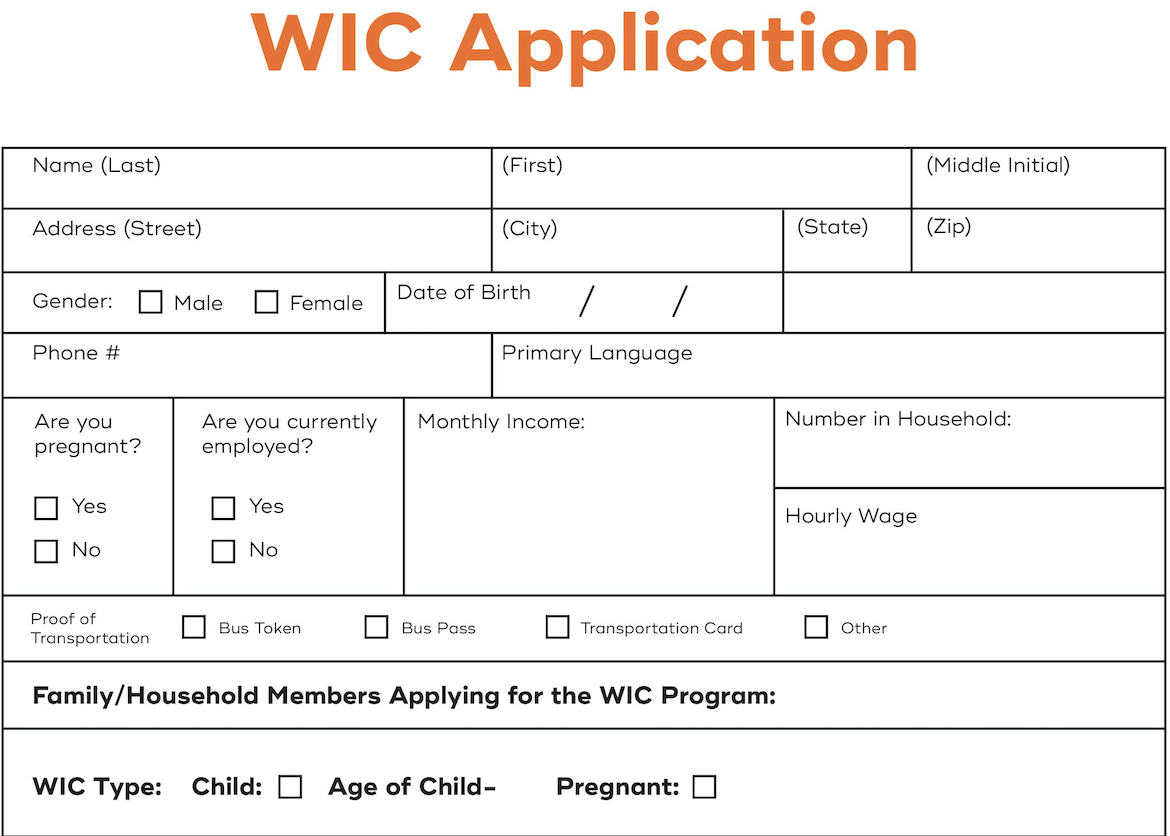 WIC Application
Name (Last) (First) (Middle Initial)
Address (Street) (City) (State) (Zip)
Gender: Male Female Date of Birth / /
Phone # Primary Language
Are you
pregnant?
Yes
No
Are you currently
employed?
Yes
No
Monthly Income:
Number in Household:
Hourly Wage
Proof of
Transportation
Bus Token Bus Pass Transportation Card Other
Family/Household Members Applying for the WIC Program:
WIC Type: Child: Age of Child- Pregnant: